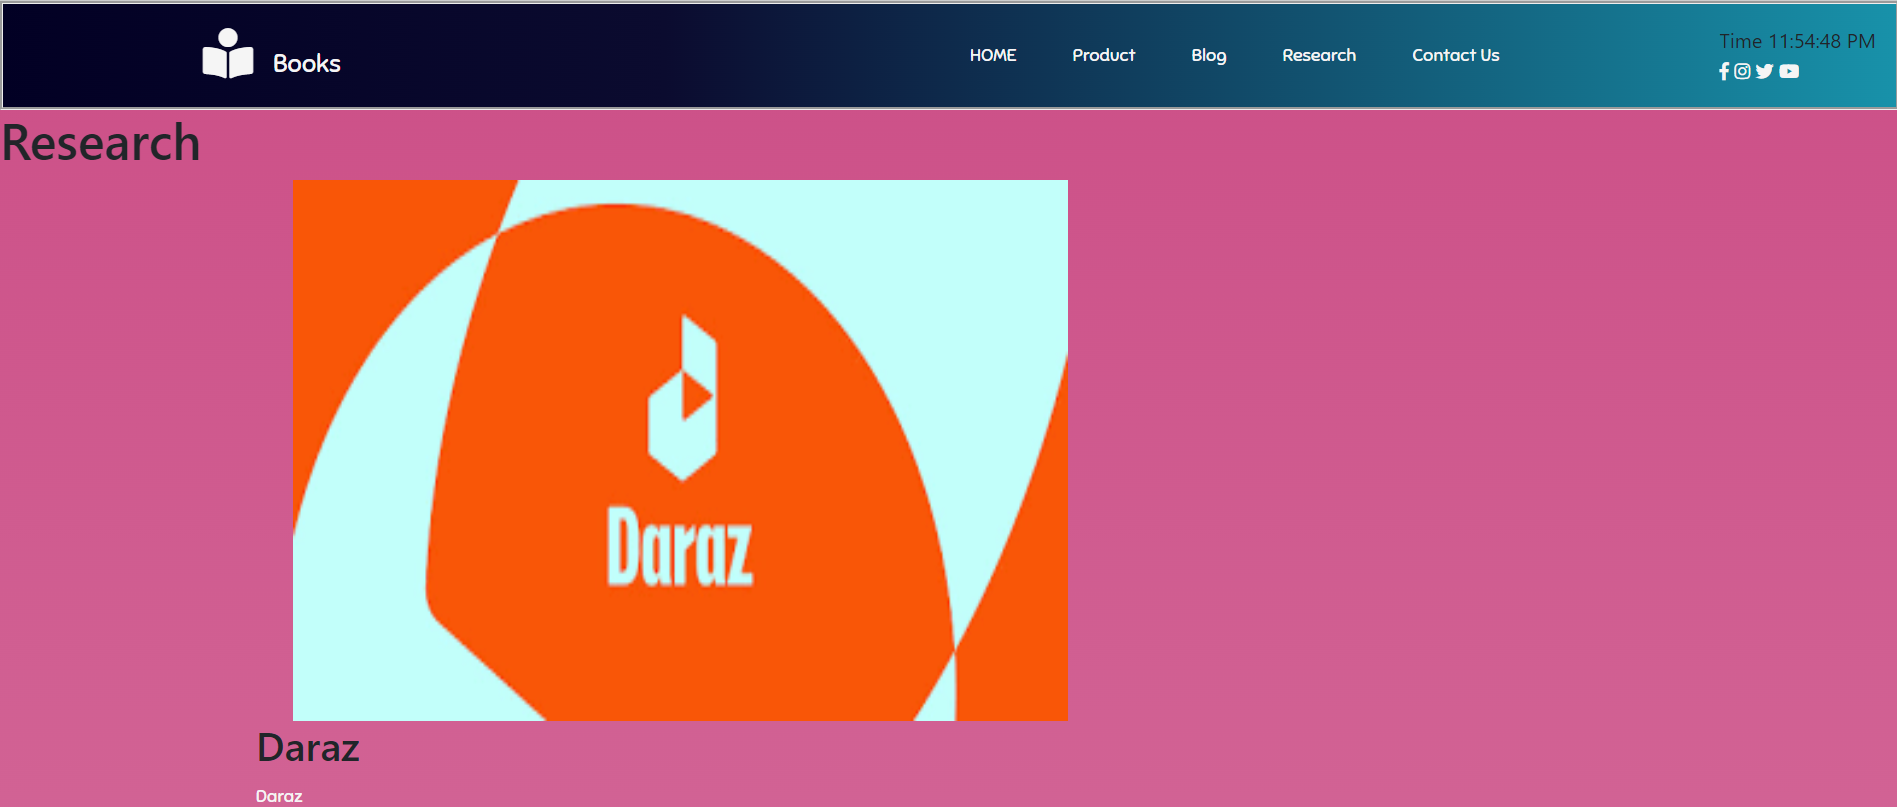 Books
HOME Product Blog Research Contact Us
Time 11:54:48 PM
Research
Daraz
Daraz
Daraz